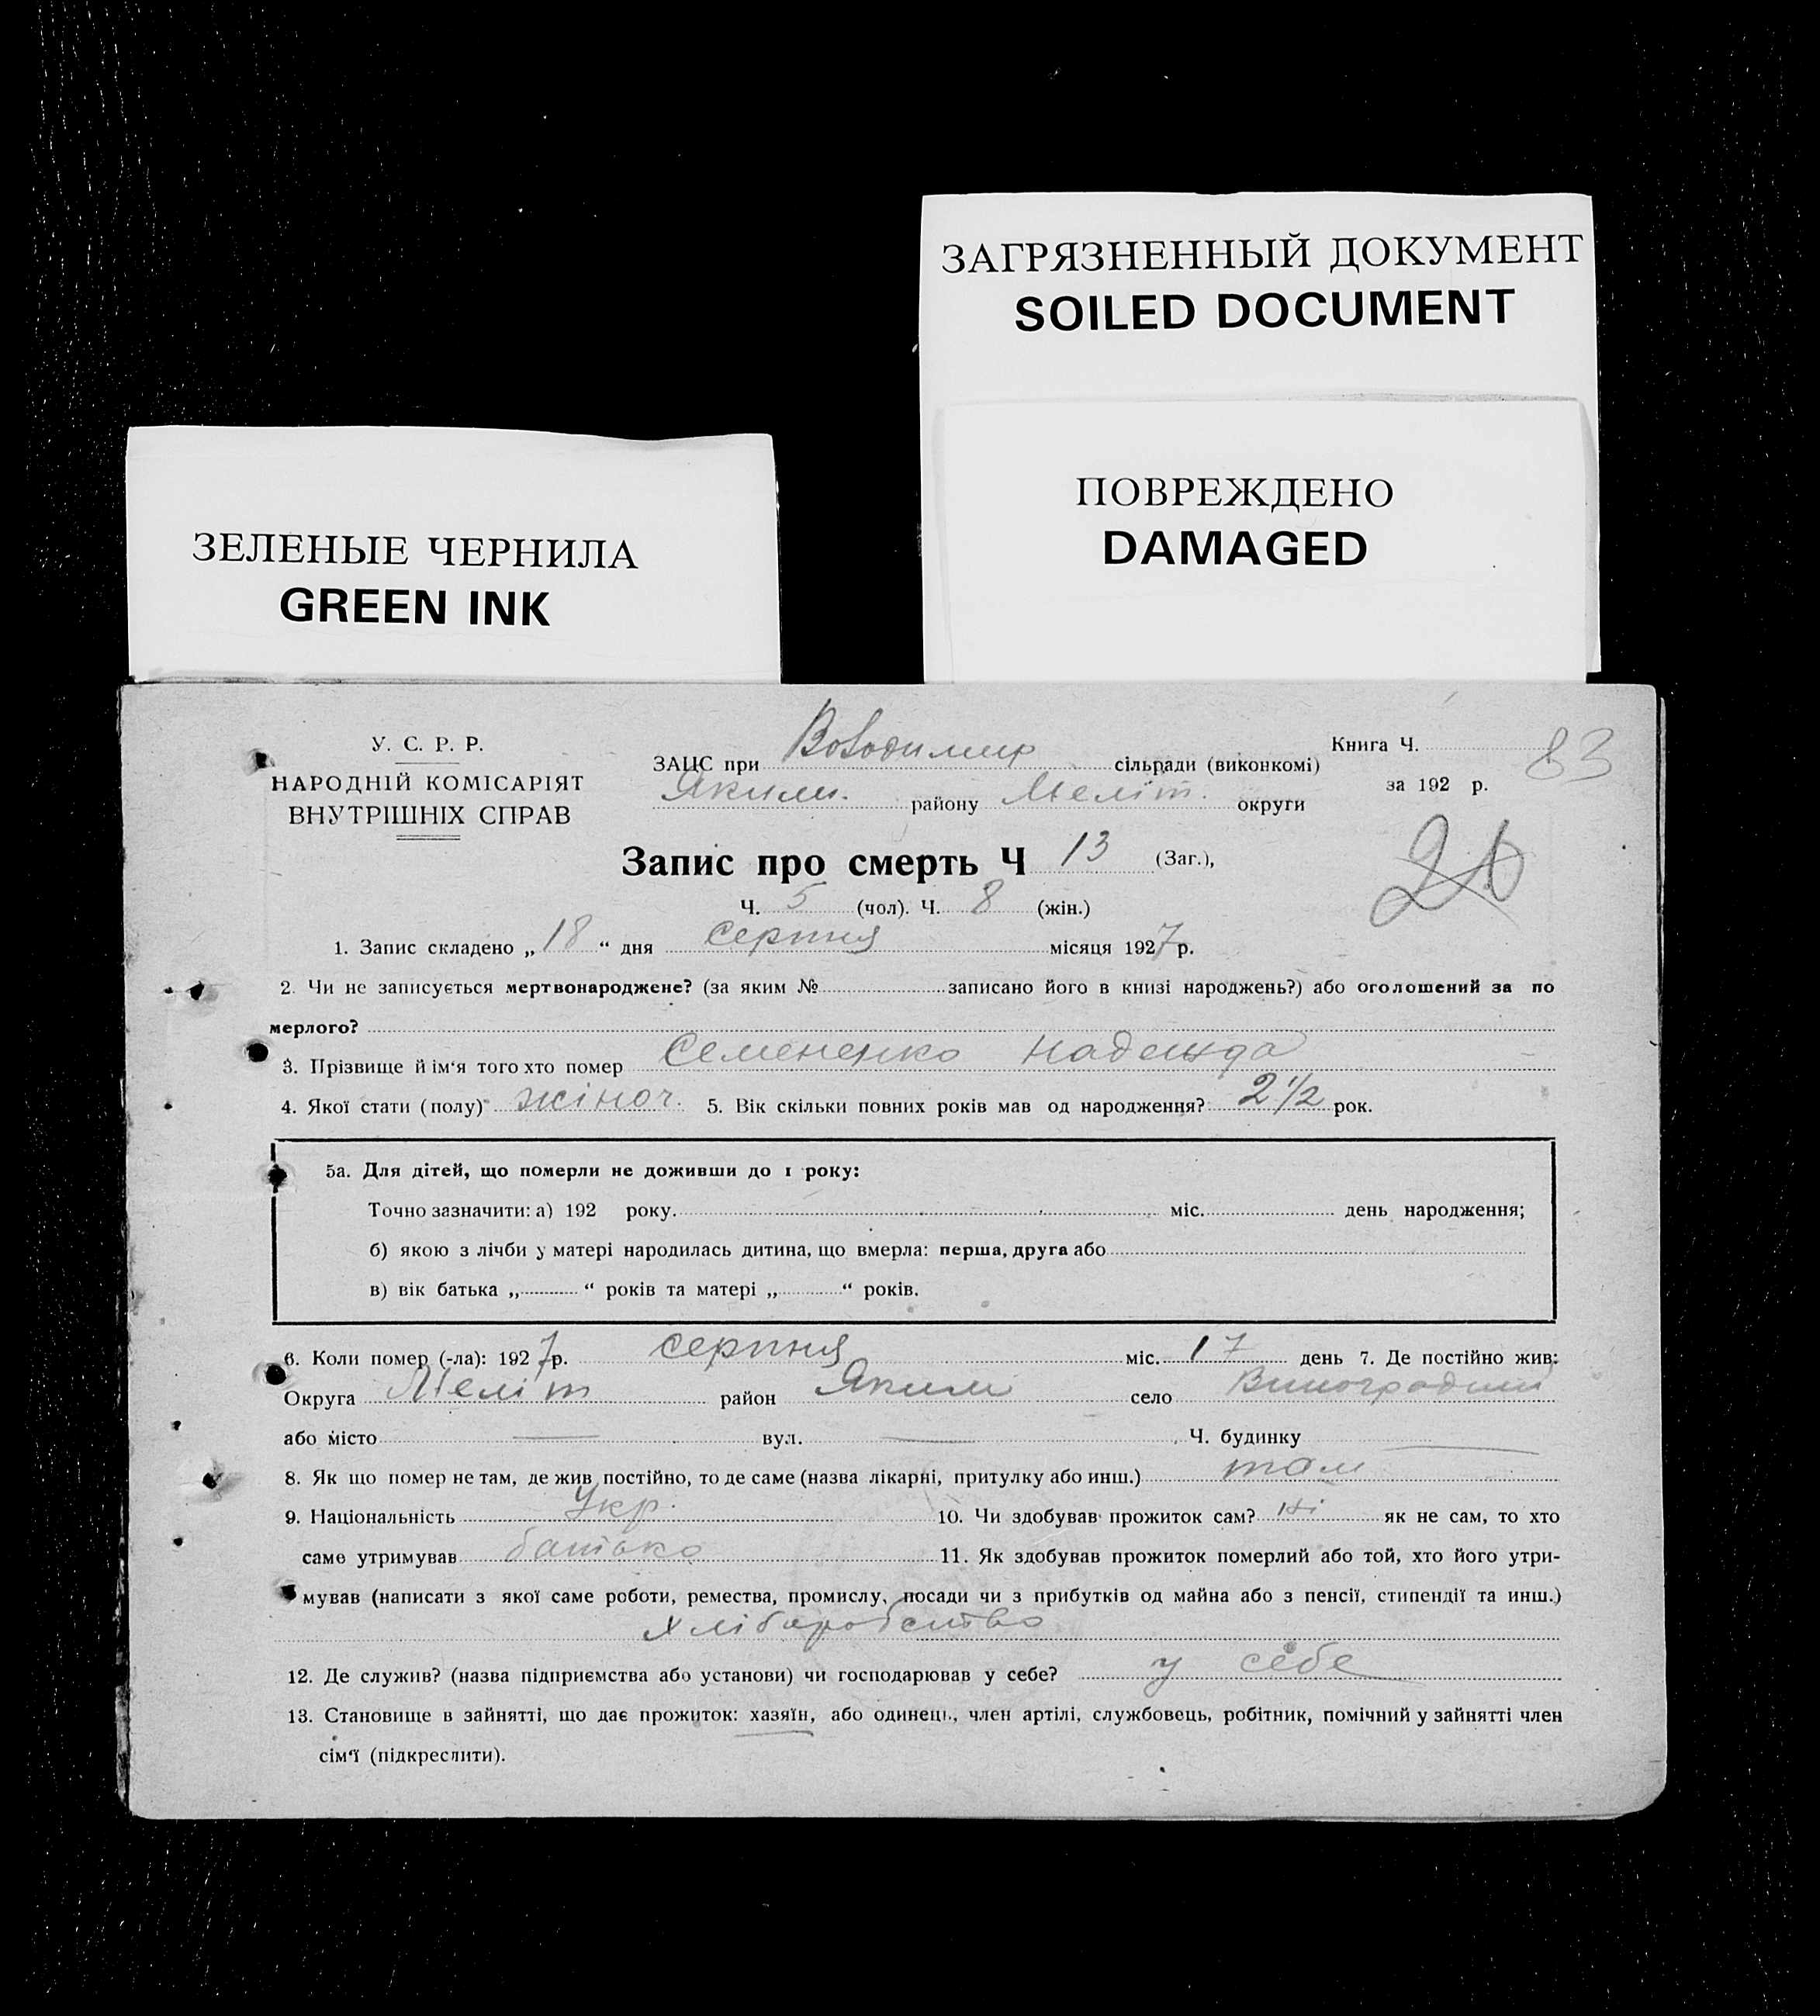 ЗАГРЯЗНЕННЫЙ ДОКУМЕНТ
SOILED DOCUMENT
ПОВРЕЖДЕНО
DAMAGED
ЗЕЛЕНЫЕ ЧЕРНИЛА
GREEN INK
У. С. Р. Р.
НАРОДНІЙ КОМІСАРІЯТ
ВНУТРІШНІХ СПРАВ
ЗАЦС при Володимир сільради (виконкомі)
Яким. району Меліт. округи
Книга Ч. 83
за 192 р.
Запис про смерть Ч 13 (Заг.),
Ч. 5 (чол). Ч. 8 (жін.)
1. Запис складено „ 18 “ дня серпня місяця 1927 р.
2. Чи не записується мертвонароджене? (за яким № записано його в книзі народжень?) або оголошений за по
мерлого?
3. Прізвище й ім‘я того хто помер Семененко Надежда
4. Якої стати (полу) жіноч. 5. Вік скільки повних років мав од народження? 2 1/2 рок.
5а. Для дітей, що померли не доживши до 1 року:
Точно зазначити: а) 192 року. міс. день народження;
б) якою з лічби у матері народилась дитина, що вмерла: перша, друга або
в) вік батька „ “ років та матері „ “ років.
6. Коли помер (-ла): 1927 р. серпня міс. 17 день 7. Де постійно жив:
Округа Меліт район Яким село Виноградний
або місто — вул. — Ч. будинку —
8. Як що помер не там, де жив постійно, то де саме (назва лікарні, притулку або инш.) там
9. Національність Укр. 10. Чи здобував прожиток сам? ні як не сам, то хто
саме утримував батько 11. Як здобував прожиток померлий або той, хто його утри-
мував (написати з якої саме роботи, ремества, промислу, посади чи з прибутків од майна або з пенсії, стипендії та инш.)
хліборобство
12. Де служив? (назва підприємства або установи) чи господарював у себе? у себе
13. Становище в зайнятті, що дає прожиток: хазяїн, або одинець, член артілі, службовець, робітник, помічний у зайнятті член
сім‘ї (підкреслити).